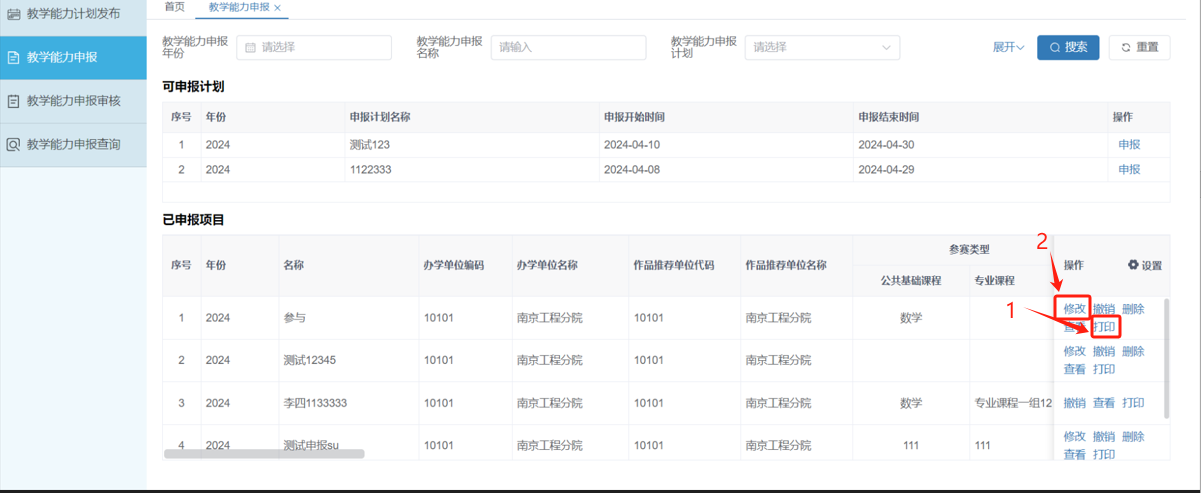 教学能力计划发布
教学能力申报
教学能力申报审核
教学能力申报查询
首页 教学能力申报 ×
教学能力申报年份 请选择 教学能力申报名称 请输入 教学能力申报计划 请选择 展开 搜索 重置
可申报计划
序号 年份 申报计划名称 申报开始时间 申报结束时间 操作
1 2024 测试123 2024-04-10 2024-04-30 申报
2 2024 1122333 2024-04-08 2024-04-29 申报
已申报项目
序号 年份 名称 办学单位编码 办学单位名称 作品推荐单位代码 作品推荐单位名称 参赛类型 操作 设置
公共基础课程 专业课程
2
1
1 2024 参与 10101 南京工程分院 10101 南京工程分院 数学 修改 撤销 删除
查看 打印
2 2024 测试12345 10101 南京工程分院 10101 南京工程分院 修改 撤销 删除
查看 打印
3 2024 李四1133333 10101 南京工程分院 10101 南京工程分院 数学 专业课程一组12 撤销 查看 打印
4 2024 测试申报su 10101 南京工程分院 10101 南京工程分院 111 111 修改 撤销 删除
查看 打印